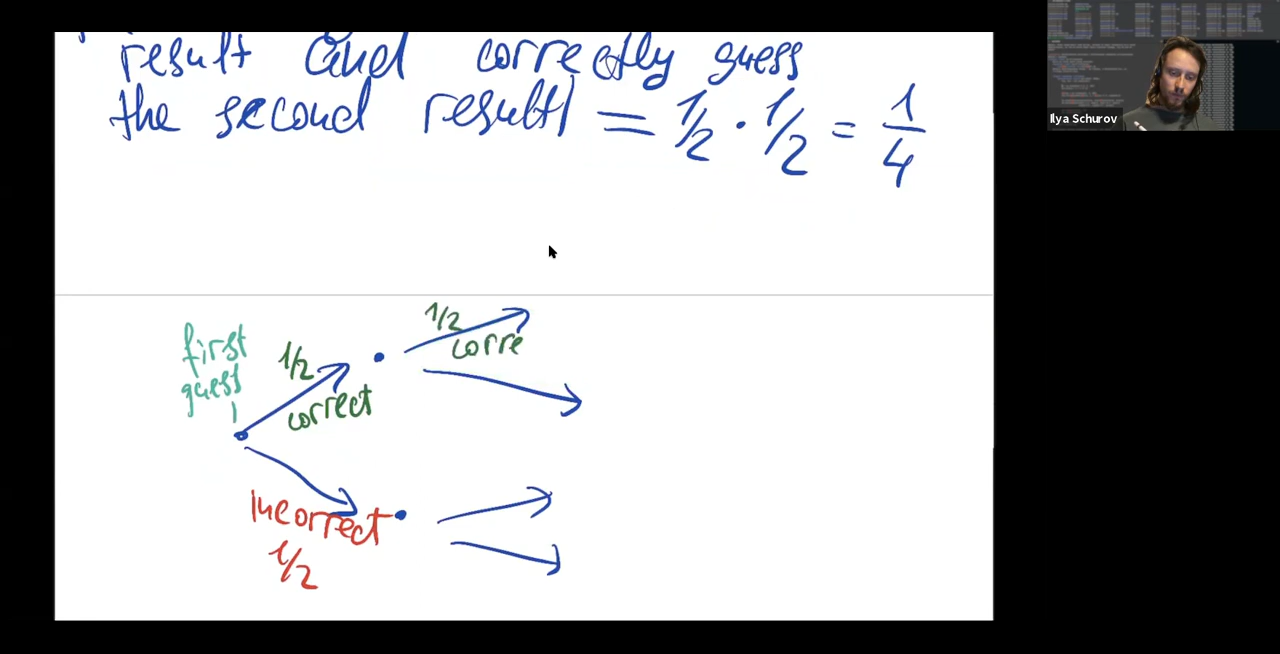 result and correctly guess
the second result) = 1/2 · 1/2 = 1/4
first
guess
1/2
correct
1/2
corre
incorrect
1/2
Ilya Schurov